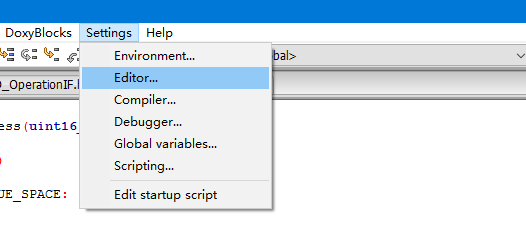 DoxyBlocks Settings Help
Environment...
bal>
Editor...
_OperationIF.
Compiler...
Debugger...
ess(uint16_
Global variables...
Scripting...
UE_SPACE:
Edit startup script